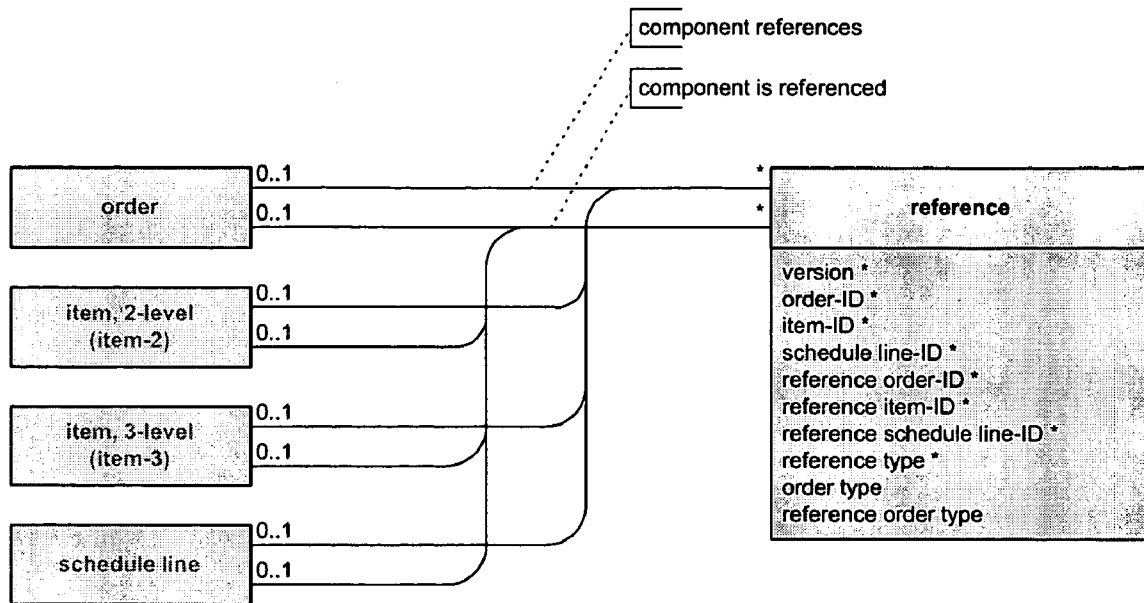 component references
component is referenced
0..1
*
order
0..1
*
reference
version *
order-ID *
item-ID *
schedule line-ID *
reference order-ID *
reference item-ID *
reference schedule line-ID *
reference type *
order type
reference order type
0..1
item, 2-level
(item-2)
0..1
0..1
item, 3-level
(item-3)
0..1
0..1
schedule line
0..1